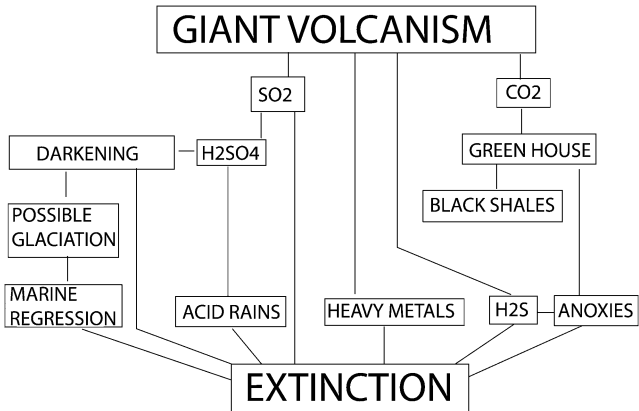 GIANT VOLCANISM
SO2
CO2
DARKENING
H2SO4
GREEN HOUSE
POSSIBLE
GLACIATION
BLACK SHALES
MARINE
REGRESSION
ACID RAINS
HEAVY METALS
H2S
ANOXIES
EXTINCTION